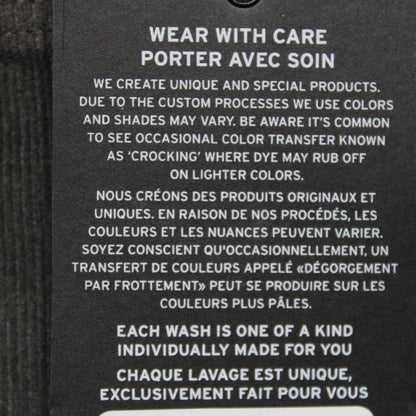 WEAR WITH CARE
PORTER AVEC SOIN
WE CREATE UNIQUE AND SPECIAL PRODUCTS.
DUE TO THE CUSTOM PROCESSES WE USE COLORS
AND SHADES MAY VARY. BE AWARE IT'S COMMON
TO SEE OCCASIONAL COLOR TRANSFER KNOWN
AS 'CROCKING' WHERE DYE MAY RUB OFF
ON LIGHTER COLORS.
NOUS CRÉONS DES PRODUITS ORIGINAUX ET
UNIQUES. EN RAISON DE NOS PROCÉDÉS, LES
COULEURS ET LES NUANCES PEUVENT VARIER.
SOYEZ CONSCIENT QU'OCCASIONNELLEMENT, UN
TRANSFERT DE COULEURS APPELÉ «DÉGORGEMENT
PAR FROTTEMENT» PEUT SE PRODUIRE SUR LES
COULEURS PLUS PÂLES.
EACH WASH IS ONE OF A KIND
INDIVIDUALLY MADE FOR YOU
CHAQUE LAVAGE EST UNIQUE,
EXCLUSIVEMENT FAIT POUR VOUS